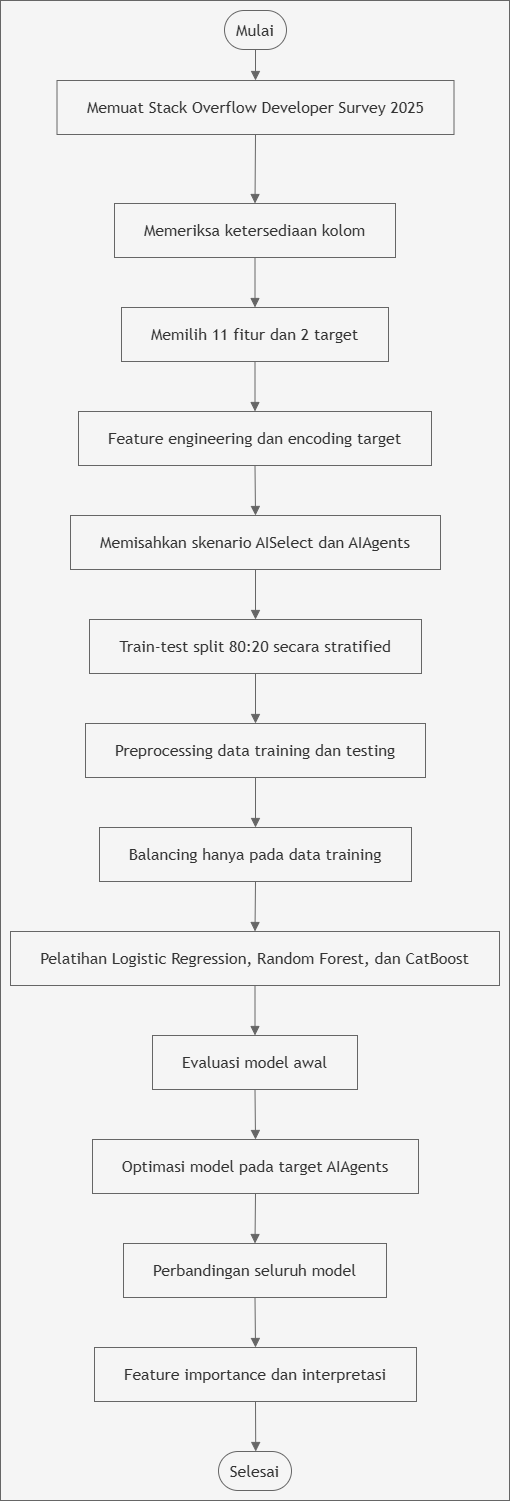 Mulai
Memuat Stack Overflow Developer Survey 2025
Memeriksa ketersediaan kolom
Memilih 11 fitur dan 2 target
Feature engineering dan encoding target
Memisahkan skenario AISelect dan AIAgents
Train-test split 80:20 secara stratified
Preprocessing data training dan testing
Balancing hanya pada data training
Pelatihan Logistic Regression, Random Forest, dan CatBoost
Evaluasi model awal
Optimasi model pada target AIAgents
Perbandingan seluruh model
Feature importance dan interpretasi
Selesai